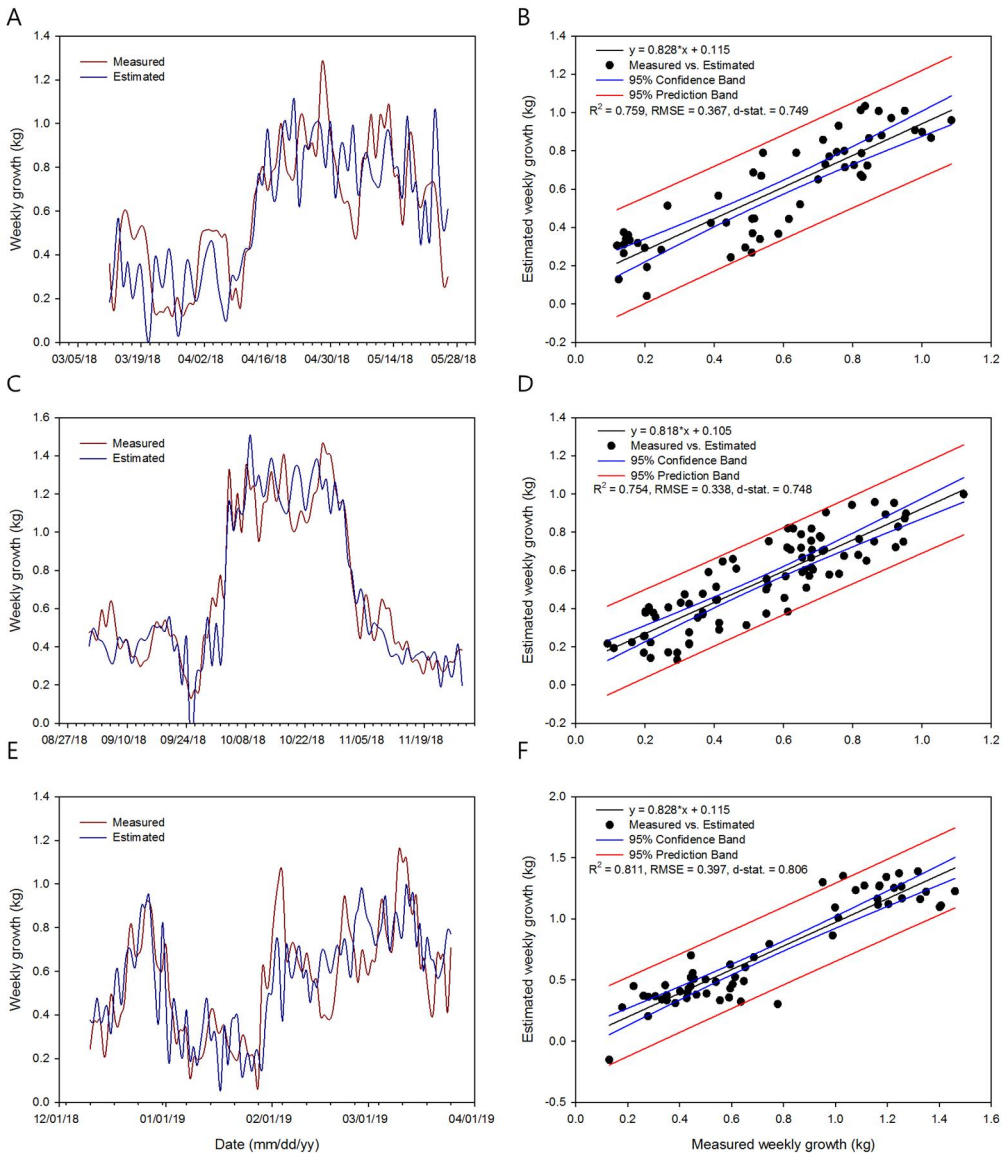 A
1.4
1.2
1.0
0.8
0.6
0.4
0.2
0.0
Weekly growth (kg)
Measured
Estimated
03/05/18 03/19/18 04/02/18 04/16/18 04/30/18 05/14/18 05/28/18
B
1.4
1.2
1.0
0.8
0.6
0.4
0.2
0.0
-0.2
Estimated weekly growth (kg)
y = 0.828*x + 0.115
Measured vs. Estimated
95% Confidence Band
95% Prediction Band
R² = 0.759, RMSE = 0.367, d-stat. = 0.749
0.0 0.2 0.4 0.6 0.8 1.0 1.2
C
1.6
1.4
1.2
1.0
0.8
0.6
0.4
0.2
0.0
Weekly growth (kg)
Measured
Estimated
08/27/18 09/10/18 09/24/18 10/08/18 10/22/18 11/05/18 11/19/18
D
1.4
1.2
1.0
0.8
0.6
0.4
0.2
0.0
-0.2
Estimated weekly growth (kg)
y = 0.818*x + 0.105
Measured vs. Estimated
95% Confidence Band
95% Prediction Band
R² = 0.754, RMSE = 0.338, d-stat. = 0.748
0.0 0.2 0.4 0.6 0.8 1.0 1.2
E
1.4
1.2
1.0
0.8
0.6
0.4
0.2
0.0
Weekly growth (kg)
Measured
Estimated
12/01/18 01/01/19 02/01/19 03/01/19 04/01/19
Date (mm/dd/yy)
F
2.0
1.5
1.0
0.5
0.0
-0.5
Estimated weekly growth (kg)
y = 0.828*x + 0.115
Measured vs. Estimated
95% Confidence Band
95% Prediction Band
R² = 0.811, RMSE = 0.397, d-stat. = 0.806
0.0 0.2 0.4 0.6 0.8 1.0 1.2 1.4 1.6
Measured weekly growth (kg)